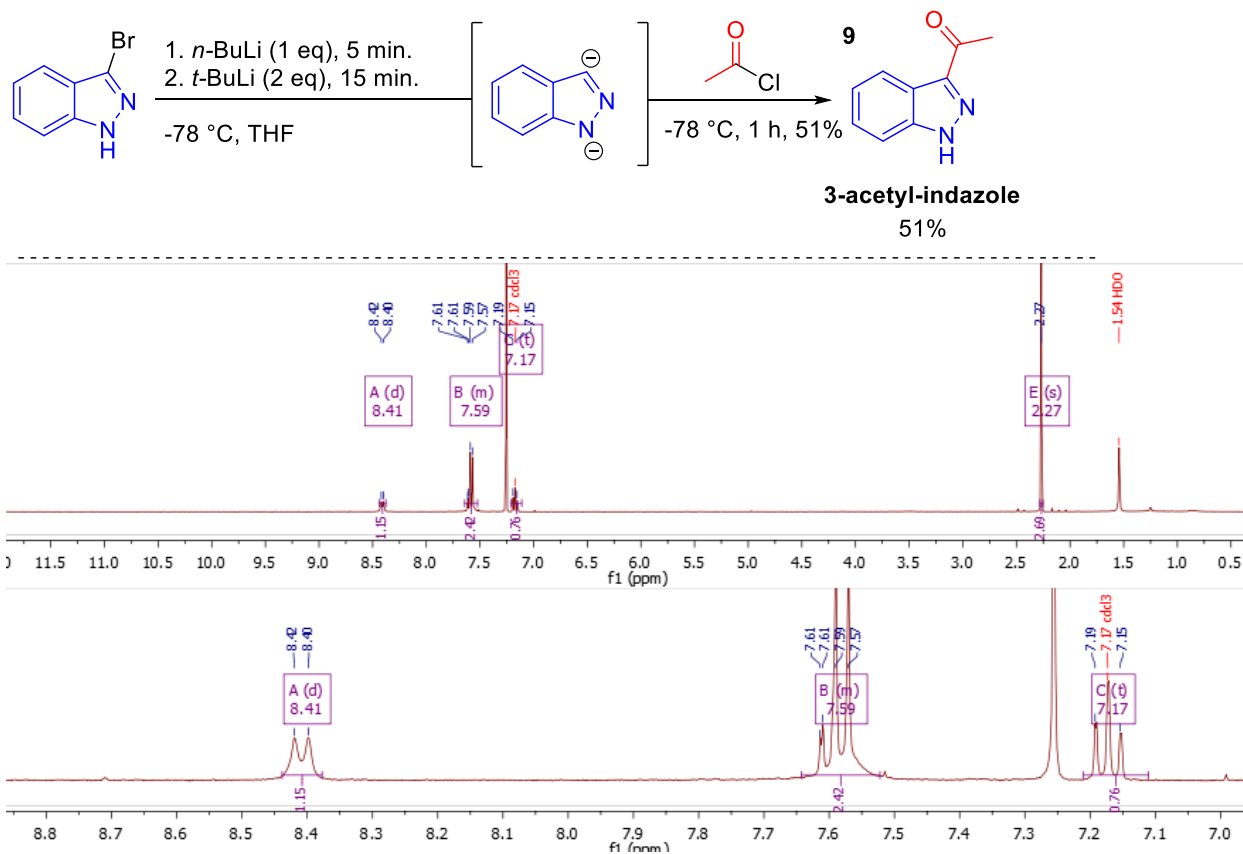 Br
N
N
H
1. n-BuLi (1 eq), 5 min.
2. t-BuLi (2 eq), 15 min.
-78 °C, THF
⊖
N
N
⊖
O
Cl
-78 °C, 1 h, 51%
9
O
N
N
H
3-acetyl-indazole
51%
8.42
8.40
7.61
7.61
7.59
7.57
7.19
7.17 cdcl3
7.15
2.27
1.54 HDO
A (d)
8.41
B (m)
7.59
C (t)
7.17
E (s)
2.27
1.15
2.42
0.76
2.69
0 11.5 11.0 10.5 10.0 9.5 9.0 8.5 8.0 7.5 7.0 6.5 6.0 5.5 5.0 4.5 4.0 3.5 3.0 2.5 2.0 1.5 1.0 0.5
f1 (ppm)
8.42
8.40
7.61
7.61
7.59
7.57
7.19
7.17 cdcl3
7.15
A (d)
8.41
B (m)
7.59
C (t)
7.17
1.15
2.42
0.76
8.8 8.7 8.6 8.5 8.4 8.3 8.2 8.1 8.0 7.9 7.8 7.7 7.6 7.5 7.4 7.3 7.2 7.1 7.0
f1 (ppm)